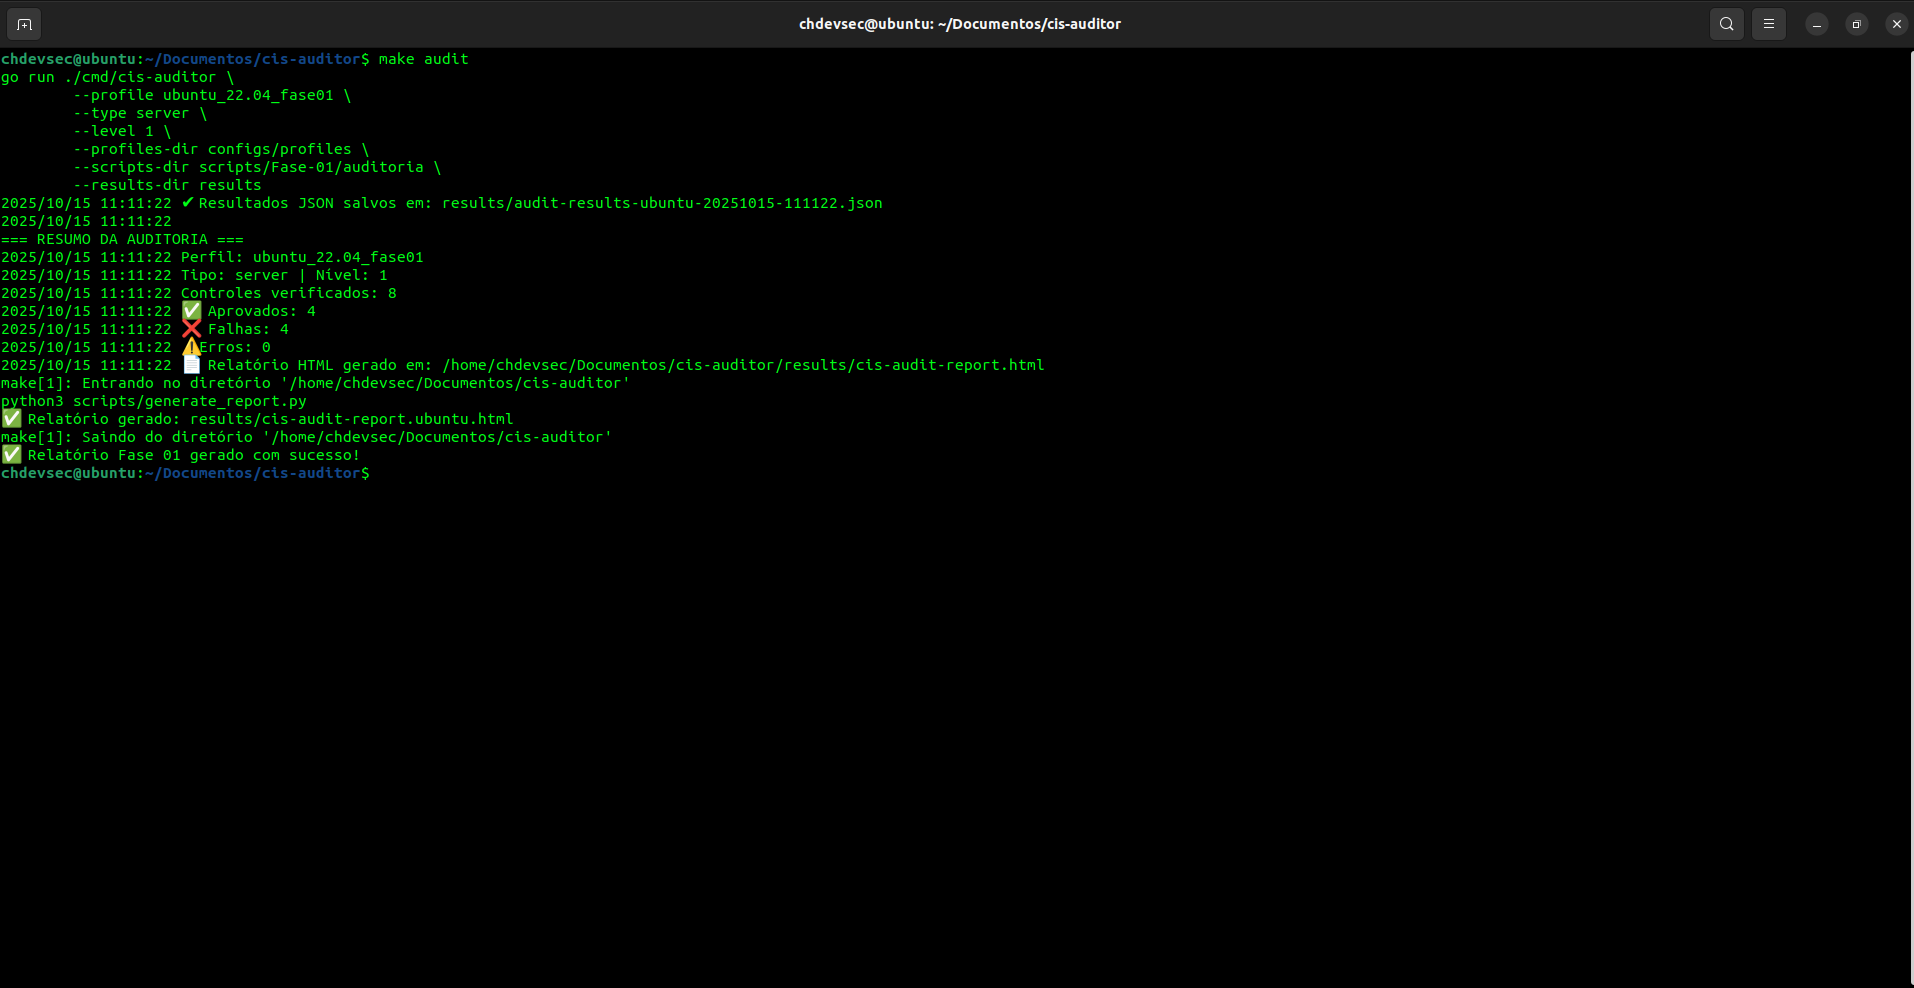 chdevsec@ubuntu: ~/Documentos/cis-auditor
chdevsec@ubuntu:~/Documentos/cis-auditor$ make audit
go run ./cmd/cis-auditor \
        --profile ubuntu_22.04_fase01 \
        --type server \
        --level 1 \
        --profiles-dir configs/profiles \
        --scripts-dir scripts/Fase-01/auditoria \
        --results-dir results
2025/10/15 11:11:22 ✔ Resultados JSON salvos em: results/audit-results-ubuntu-20251015-111122.json
2025/10/15 11:11:22
=== RESUMO DA AUDITORIA ===
2025/10/15 11:11:22 Perfil: ubuntu_22.04_fase01
2025/10/15 11:11:22 Tipo: server | Nível: 1
2025/10/15 11:11:22 Controles verificados: 8
2025/10/15 11:11:22 ✅ Aprovados: 4
2025/10/15 11:11:22 ❌ Falhas: 4
2025/10/15 11:11:22 ⚠️Erros: 0
2025/10/15 11:11:22 📄 Relatório HTML gerado em: /home/chdevsec/Documentos/cis-auditor/results/cis-audit-report.html
make[1]: Entrando no diretório '/home/chdevsec/Documentos/cis-auditor'
python3 scripts/generate_report.py
✅ Relatório gerado: results/cis-audit-report.ubuntu.html
make[1]: Saindo do diretório '/home/chdevsec/Documentos/cis-auditor'
✅ Relatório Fase 01 gerado com sucesso!
chdevsec@ubuntu:~/Documentos/cis-auditor$